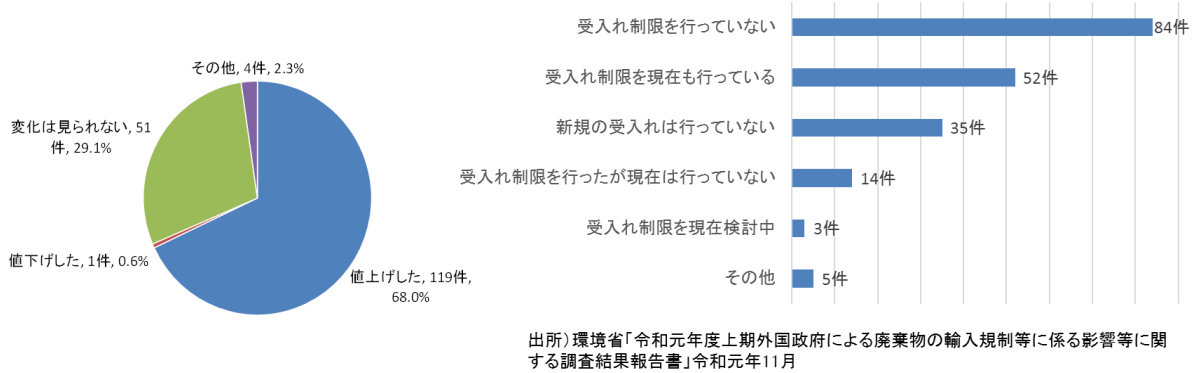 その他, 4件, 2.3%
変化は見られない, 51
件, 29.1%
値下げした, 1件, 0.6%
値上げした, 119件,
68.0%
受入れ制限を行っていない
84件
受入れ制限を現在も行っている
52件
新規の受入れは行っていない
35件
受入れ制限を行ったが現在は行っていない
14件
受入れ制限を現在検討中
3件
その他
5件
出所）環境省「令和元年度上期外国政府による廃棄物の輸入規制等に係る影響等に関
する調査結果報告書」令和元年11月